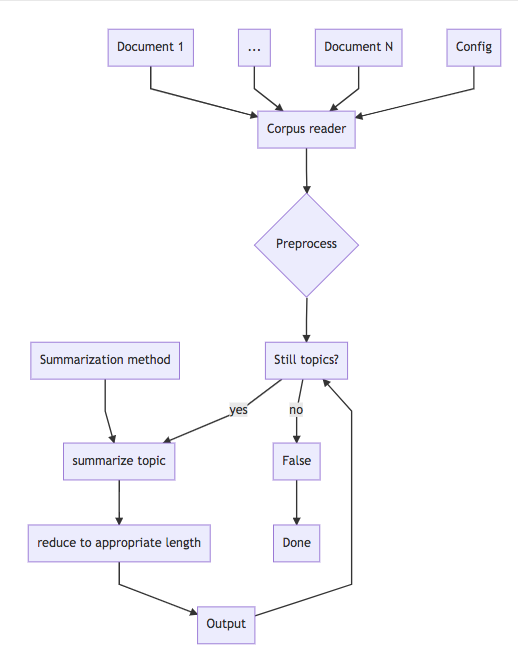 Document 1
...
Document N
Config
Corpus reader
Preprocess
Summarization method
Still topics?
yes
no
summarize topic
False
reduce to appropriate length
Done
Output